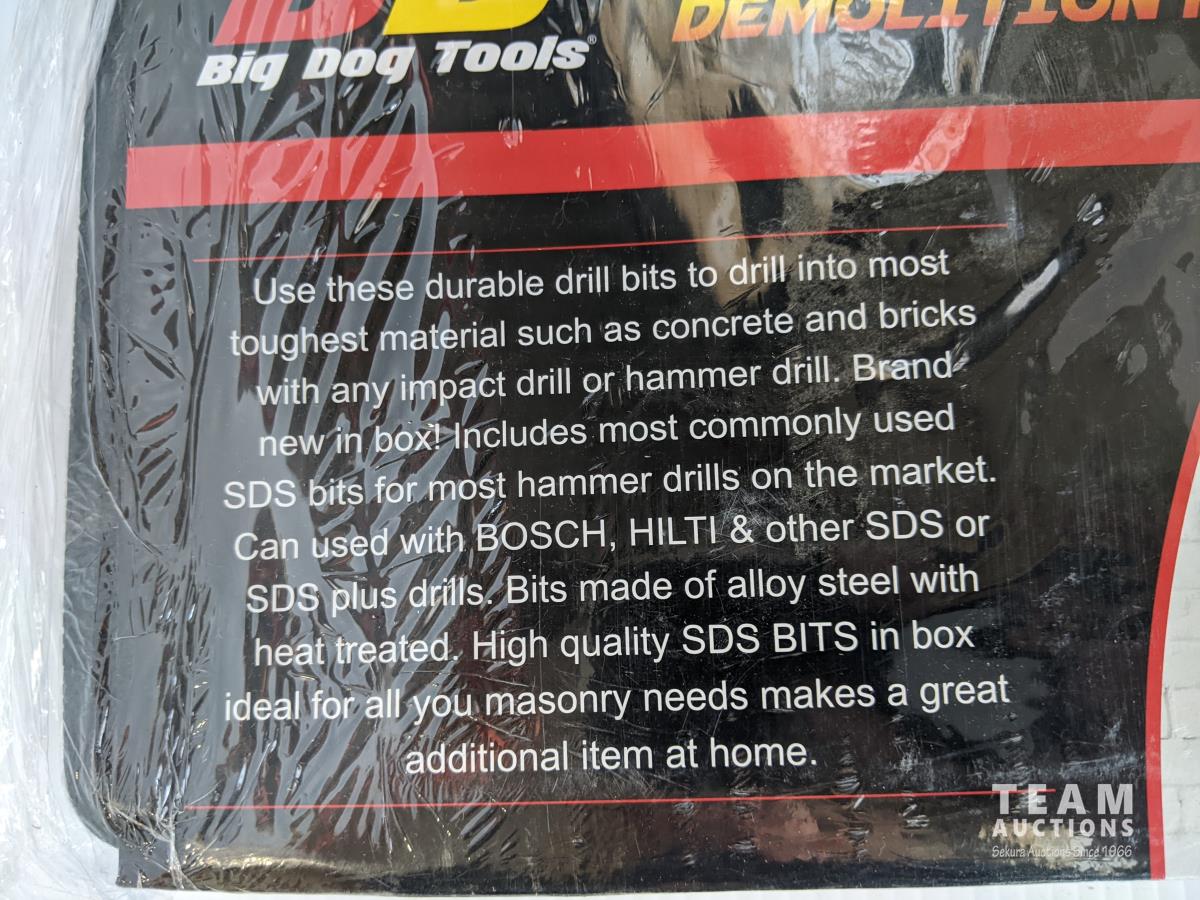 DEMOLITION
Big Dog Tools®
Use these durable drill bits to drill into most
toughest material such as concrete and bricks
with any impact drill or hammer drill. Brand
new in box! Includes most commonly used
SDS bits for most hammer drills on the market.
Can used with BOSCH, HILTI & other SDS or
SDS plus drills. Bits made of alloy steel with
heat treated. High quality SDS BITS in box
ideal for all you masonry needs makes a great
additional item at home.
TEAM
AUCTIONS
Sekura Auctions Since 1966